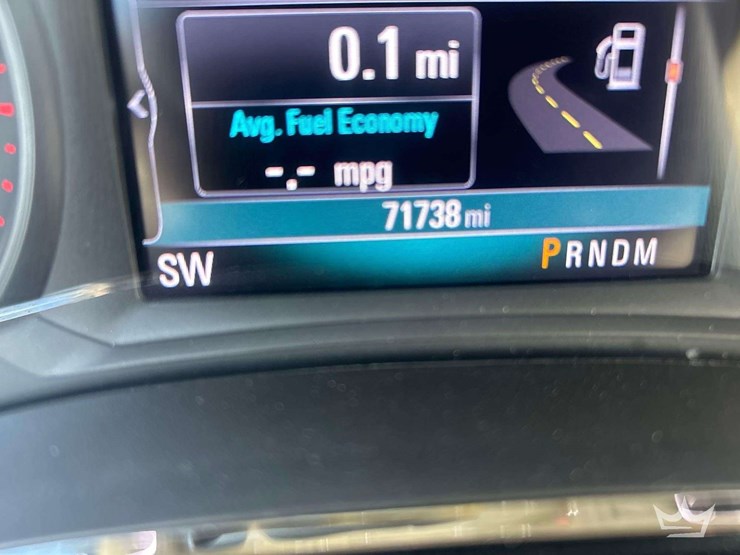 0.1 mi
Avg. Fuel Economy
-.- mpg
71738 mi
SW PRNDM